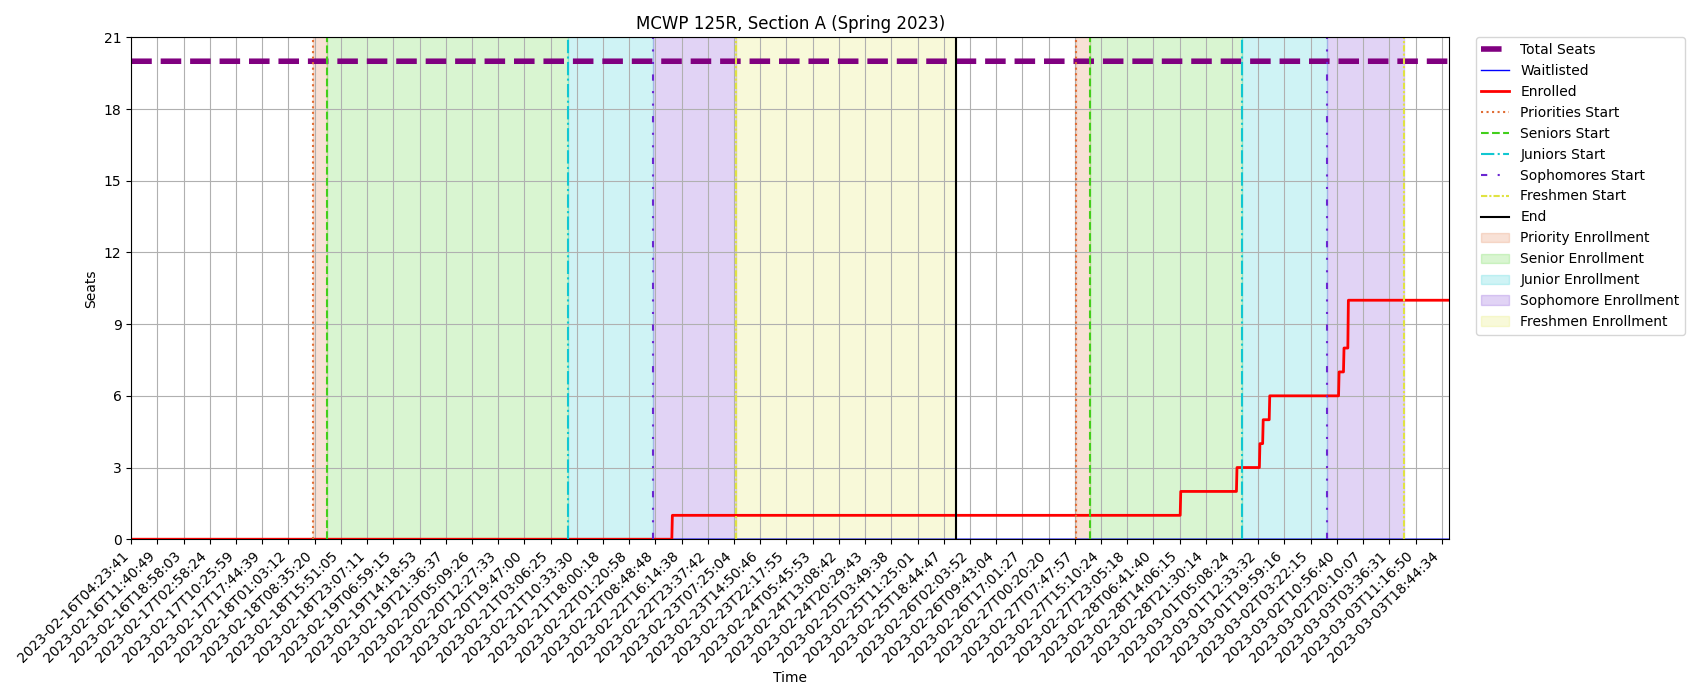 MCWP 125R, Section A (Spring 2023)
Seats
21
18
15
12
9
6
3
0
2023-02-16T04:23:41
2023-02-16T11:40:49
2023-02-16T18:58:03
2023-02-17T02:58:24
2023-02-17T10:25:59
2023-02-17T17:44:39
2023-02-18T01:03:12
2023-02-18T08:35:20
2023-02-18T15:51:05
2023-02-18T23:07:11
2023-02-19T06:59:15
2023-02-19T14:18:53
2023-02-19T21:36:37
2023-02-20T05:09:26
2023-02-20T12:27:33
2023-02-20T19:47:00
2023-02-21T03:06:25
2023-02-21T10:33:30
2023-02-21T18:00:18
2023-02-22T01:20:58
2023-02-22T08:48:48
2023-02-22T16:14:38
2023-02-22T23:37:42
2023-02-23T07:25:04
2023-02-23T14:50:46
2023-02-23T22:17:55
2023-02-24T05:45:53
2023-02-24T13:08:42
2023-02-24T20:29:43
2023-02-25T03:49:38
2023-02-25T11:25:01
2023-02-25T18:44:47
2023-02-26T02:03:52
2023-02-26T09:43:04
2023-02-26T17:01:27
2023-02-27T00:20:20
2023-02-27T07:47:57
2023-02-27T15:10:24
2023-02-27T23:05:18
2023-02-28T06:41:40
2023-02-28T14:06:15
2023-02-28T21:30:14
2023-03-01T05:08:24
2023-03-01T12:33:32
2023-03-01T19:59:16
2023-03-02T03:22:15
2023-03-02T10:56:40
2023-03-02T20:10:07
2023-03-03T03:36:31
2023-03-03T11:16:50
2023-03-03T18:44:34
Time
Total Seats
Waitlisted
Enrolled
Priorities Start
Seniors Start
Juniors Start
Sophomores Start
Freshmen Start
End
Priority Enrollment
Senior Enrollment
Junior Enrollment
Sophomore Enrollment
Freshmen Enrollment